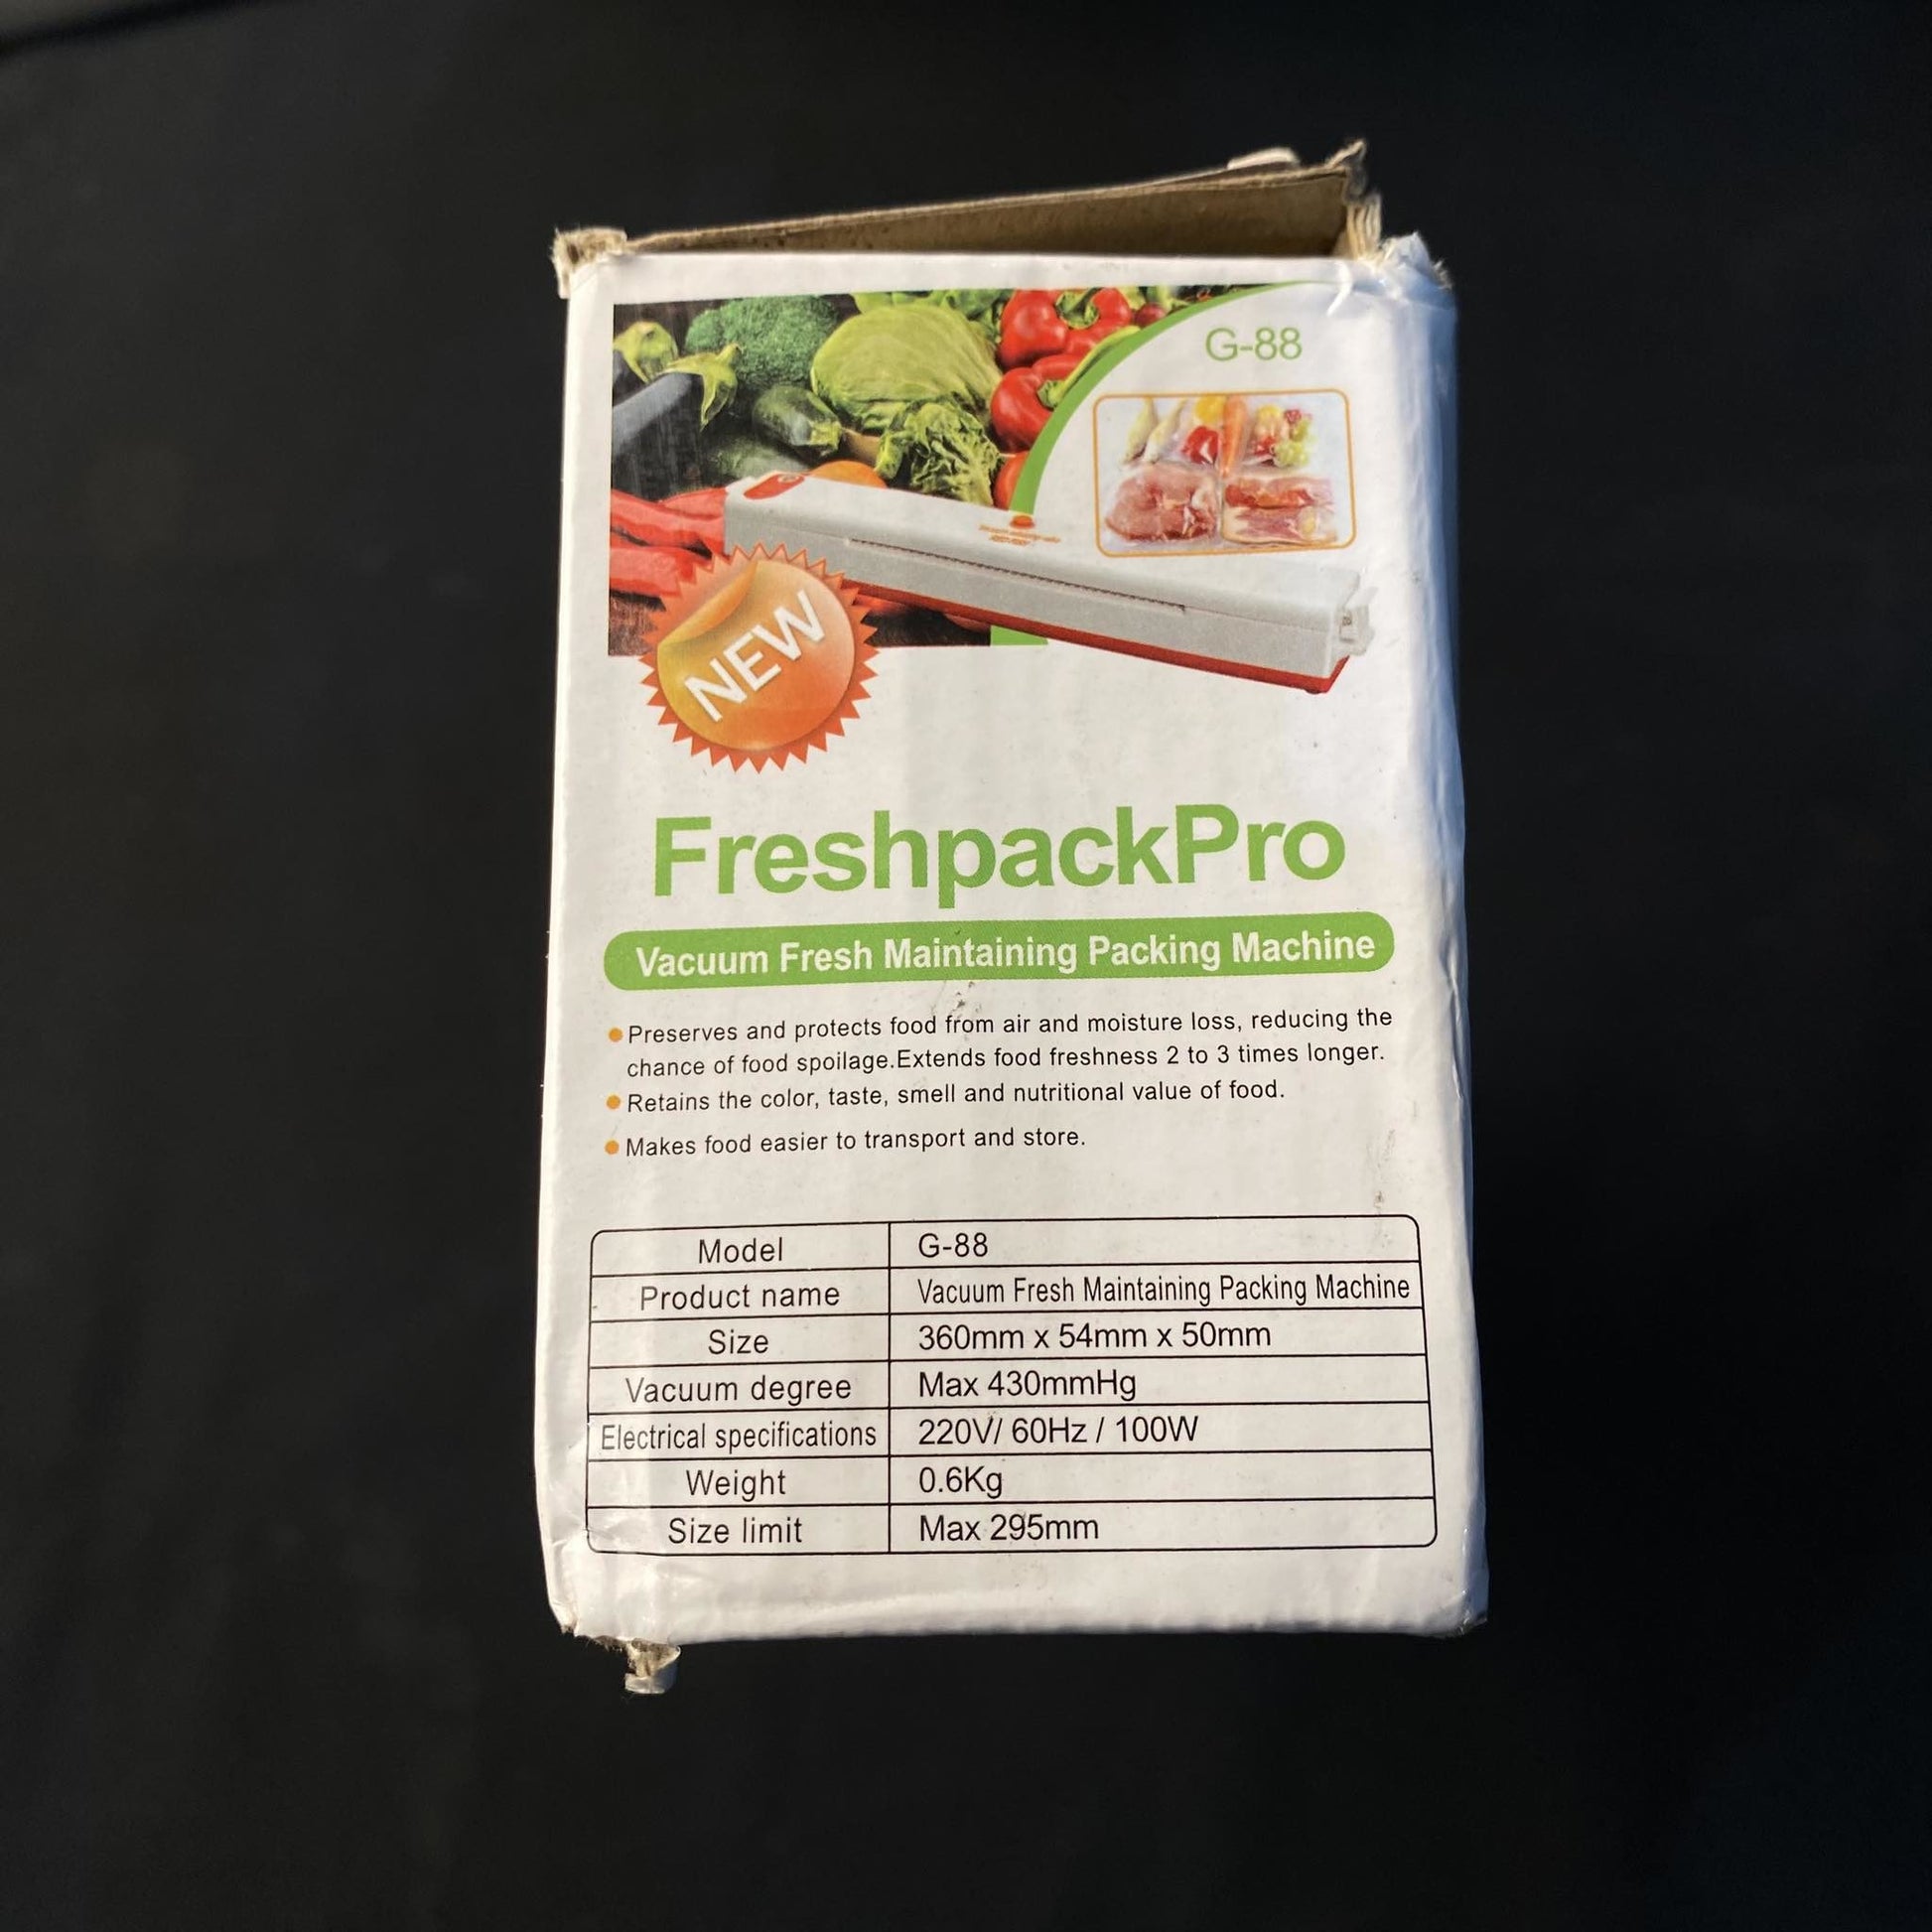 G-88
NEW
FreshpackPro
Vacuum Fresh Maintaining Packing Machine
Preserves and protects food from air and moisture loss, reducing the
chance of food spoilage.Extends food freshness 2 to 3 times longer.
Retains the color, taste, smell and nutritional value of food.
Makes food easier to transport and store.
Model G-88
Product name Vacuum Fresh Maintaining Packing Machine
Size 360mm x 54mm x 50mm
Vacuum degree Max 430mmHg
Electrical specifications 220V/ 60Hz / 100W
Weight 0.6Kg
Size limit Max 295mm